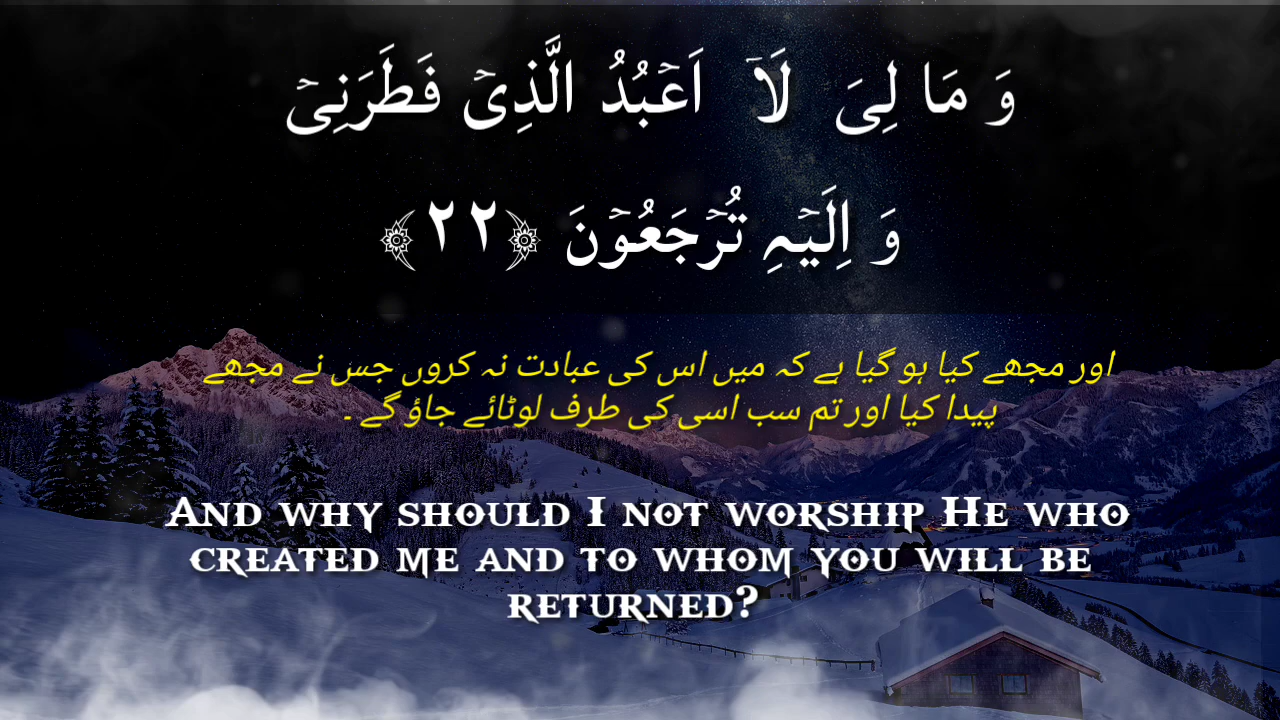 وَ مَا لِیَ لَاۤ اَعۡبُدُ الَّذِیۡ فَطَرَنِیۡ
وَ اِلَیۡہِ تُرۡجَعُوۡنَ ﴿۲۲﴾
اور مجھے کیا ہو گیا ہے کہ میں اس کی عبادت نہ کروں جس نے مجھے
پیدا کیا اور تم سب اسی کی طرف لوٹائے جاؤ گے ۔
And why should I not worship He who
created me and to whom you will be
returned?